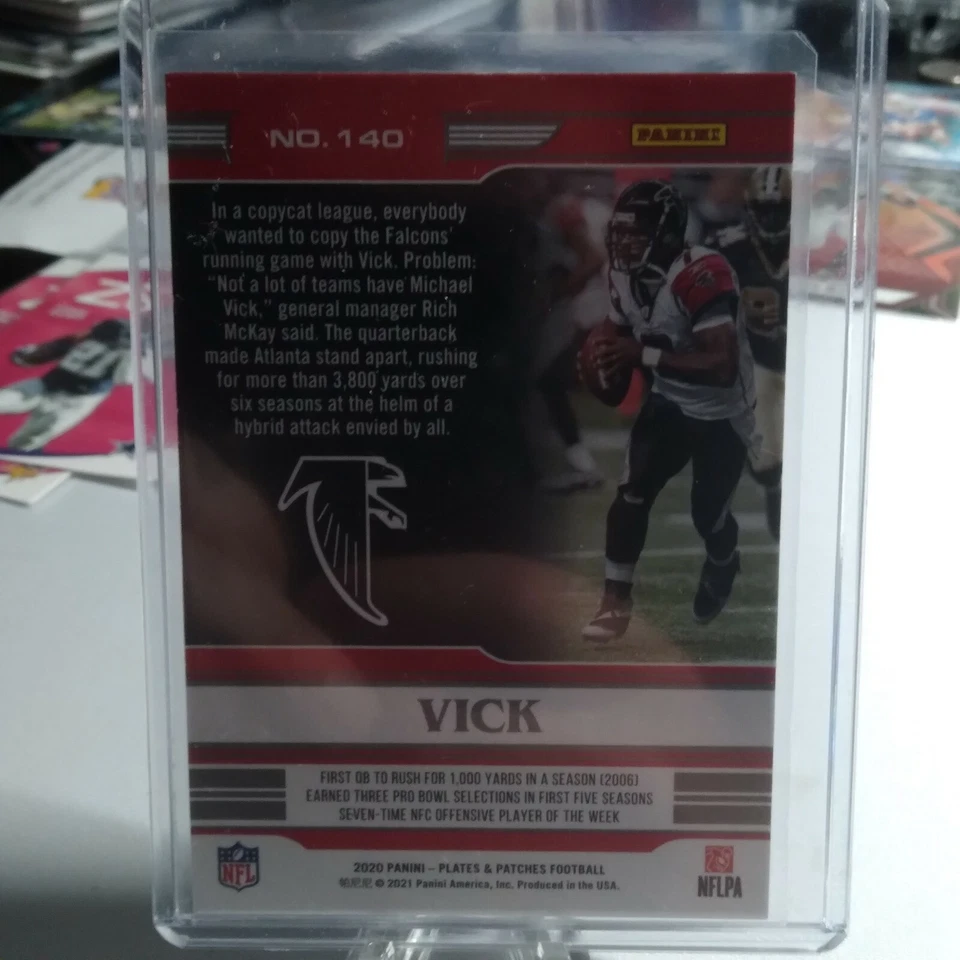 NO. 140
PANINI
In a copycat league, everybody
wanted to copy the Falcons'
running game with Vick. Problem:
“Not a lot of teams have Michael
Vick,” general manager Rich
McKay said. The quarterback
made Atlanta stand apart, rushing
for more than 3,800 yards over
six seasons at the helm of a
hybrid attack envied by all.
VICK
FIRST QB TO RUSH FOR 1,000 YARDS IN A SEASON (2006)
EARNED THREE PRO BOWL SELECTIONS IN FIRST FIVE SEASONS
SEVEN-TIME NFC OFFENSIVE PLAYER OF THE WEEK
NFL
2020 PANINI – PLATES & PATCHES FOOTBALL
帕尼尼 © 2021 Panini America, Inc. Produced in the USA.
NFLPA